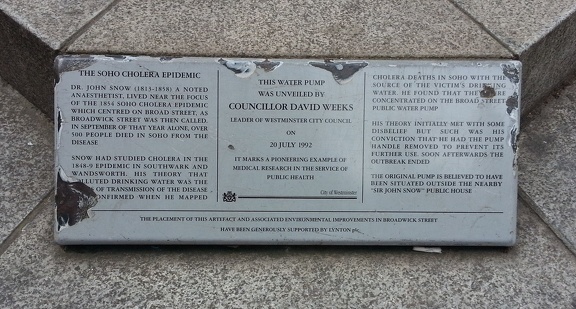 THE SOHO CHOLERA EPIDEMIC
DR. JOHN SNOW (1813-1858) A NOTED
ANAESTHETIST, LIVED NEAR THE FOCUS
OF THE 1854 SOHO CHOLERA EPIDEMIC
WHICH CENTRED ON BROAD STREET, AS
BROADWICK STREET WAS THEN CALLED.
IN SEPTEMBER OF THAT YEAR ALONE, OVER
500 PEOPLE DIED IN SOHO FROM THE
DISEASE
SNOW HAD STUDIED CHOLERA IN THE
1848-9 EPIDEMIC IN SOUTHWARK AND
WANDSWORTH. HIS THEORY THAT
LLUTED DRINKING WATER WAS THE
OF TRANSMISSION OF THE DISEASE
ONFIRMED WHEN HE MAPPED
THIS WATER PUMP
WAS UNVEILED BY
COUNCILLOR DAVID WEEKS
LEADER OF WESTMINSTER CITY COUNCIL
ON
20 JULY 1992
IT MARKS A PIONEERING EXAMPLE OF
MEDICAL RESEARCH IN THE SERVICE OF
PUBLIC HEALTH
City of Westminster
CHOLERA DEATHS IN SOHO WITH THE
SOURCE OF THE VICTIM'S DRINKING
WATER. HE FOUND THAT THEY WERE
CONCENTRATED ON THE BROAD STREET
PUBLIC WATER PUMP
HIS THEORY INITIALLY MET WITH SOME
DISBELIEF BUT SUCH WAS HIS
CONVICTION THAT HE HAD THE PUMP
HANDLE REMOVED TO PREVENT ITS
FURTHER USE. SOON AFTERWARDS THE
OUTBREAK ENDED
THE ORIGINAL PUMP IS BELIEVED TO HAVE
BEEN SITUATED OUTSIDE THE NEARBY
"SIR JOHN SNOW" PUBLIC HOUSE
THE PLACEMENT OF THIS ARTEFACT AND ASSOCIATED ENVIRONMENTAL IMPROVEMENTS IN BROADWICK STREET
HAVE BEEN GENEROUSLY SUPPORTED BY LYNTON plc